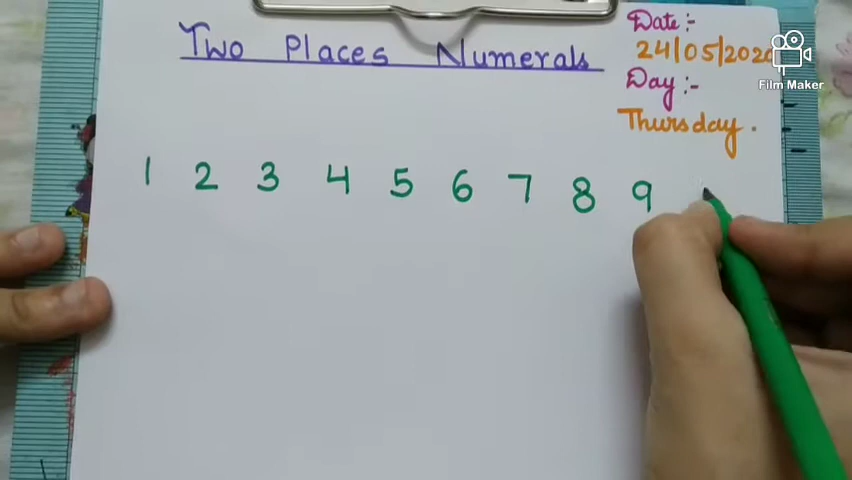 Two Places Numerals
Date :-
24/05/2020
Day :-
Thursday .
1 2 3 4 5 6 7 8 9
Film Maker